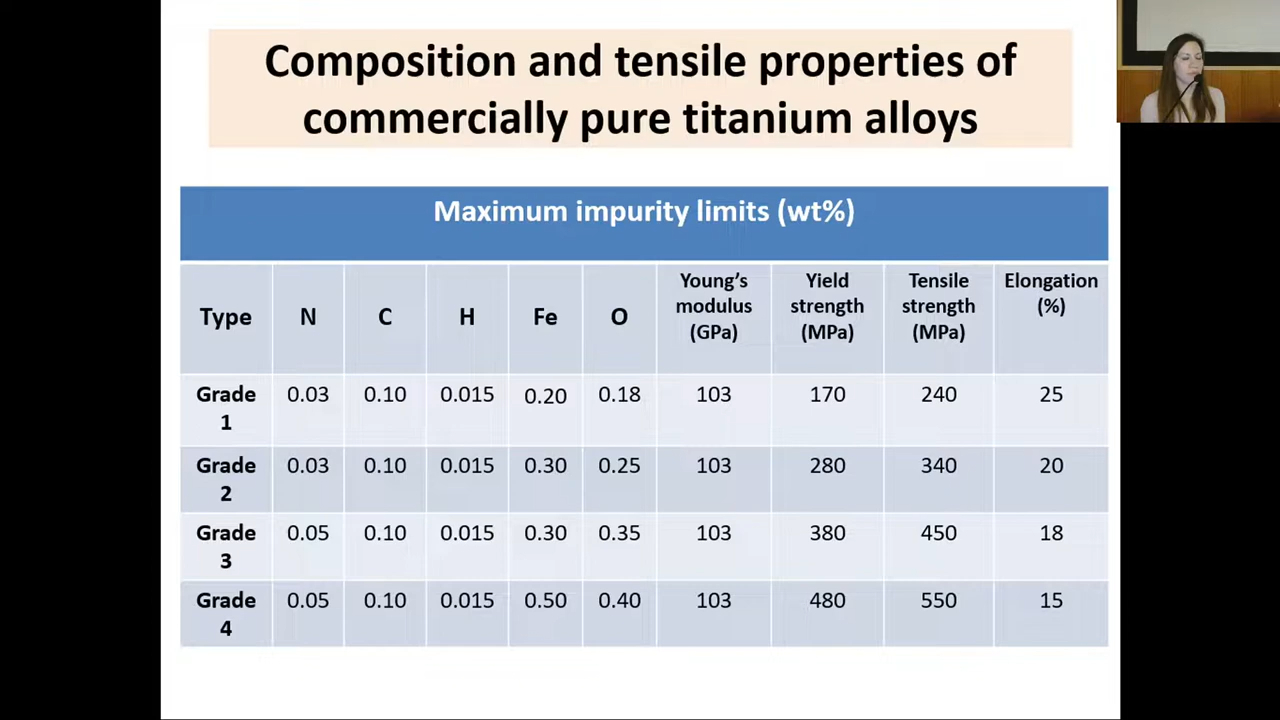 Composition and tensile properties of
commercially pure titanium alloys
Maximum impurity limits (wt%)
Type N C H Fe O Young's modulus (GPa) Yield strength (MPa) Tensile strength (MPa) Elongation (%)
Grade 1 0.03 0.10 0.015 0.20 0.18 103 170 240 25
Grade 2 0.03 0.10 0.015 0.30 0.25 103 280 340 20
Grade 3 0.05 0.10 0.015 0.30 0.35 103 380 450 18
Grade 4 0.05 0.10 0.015 0.50 0.40 103 480 550 15